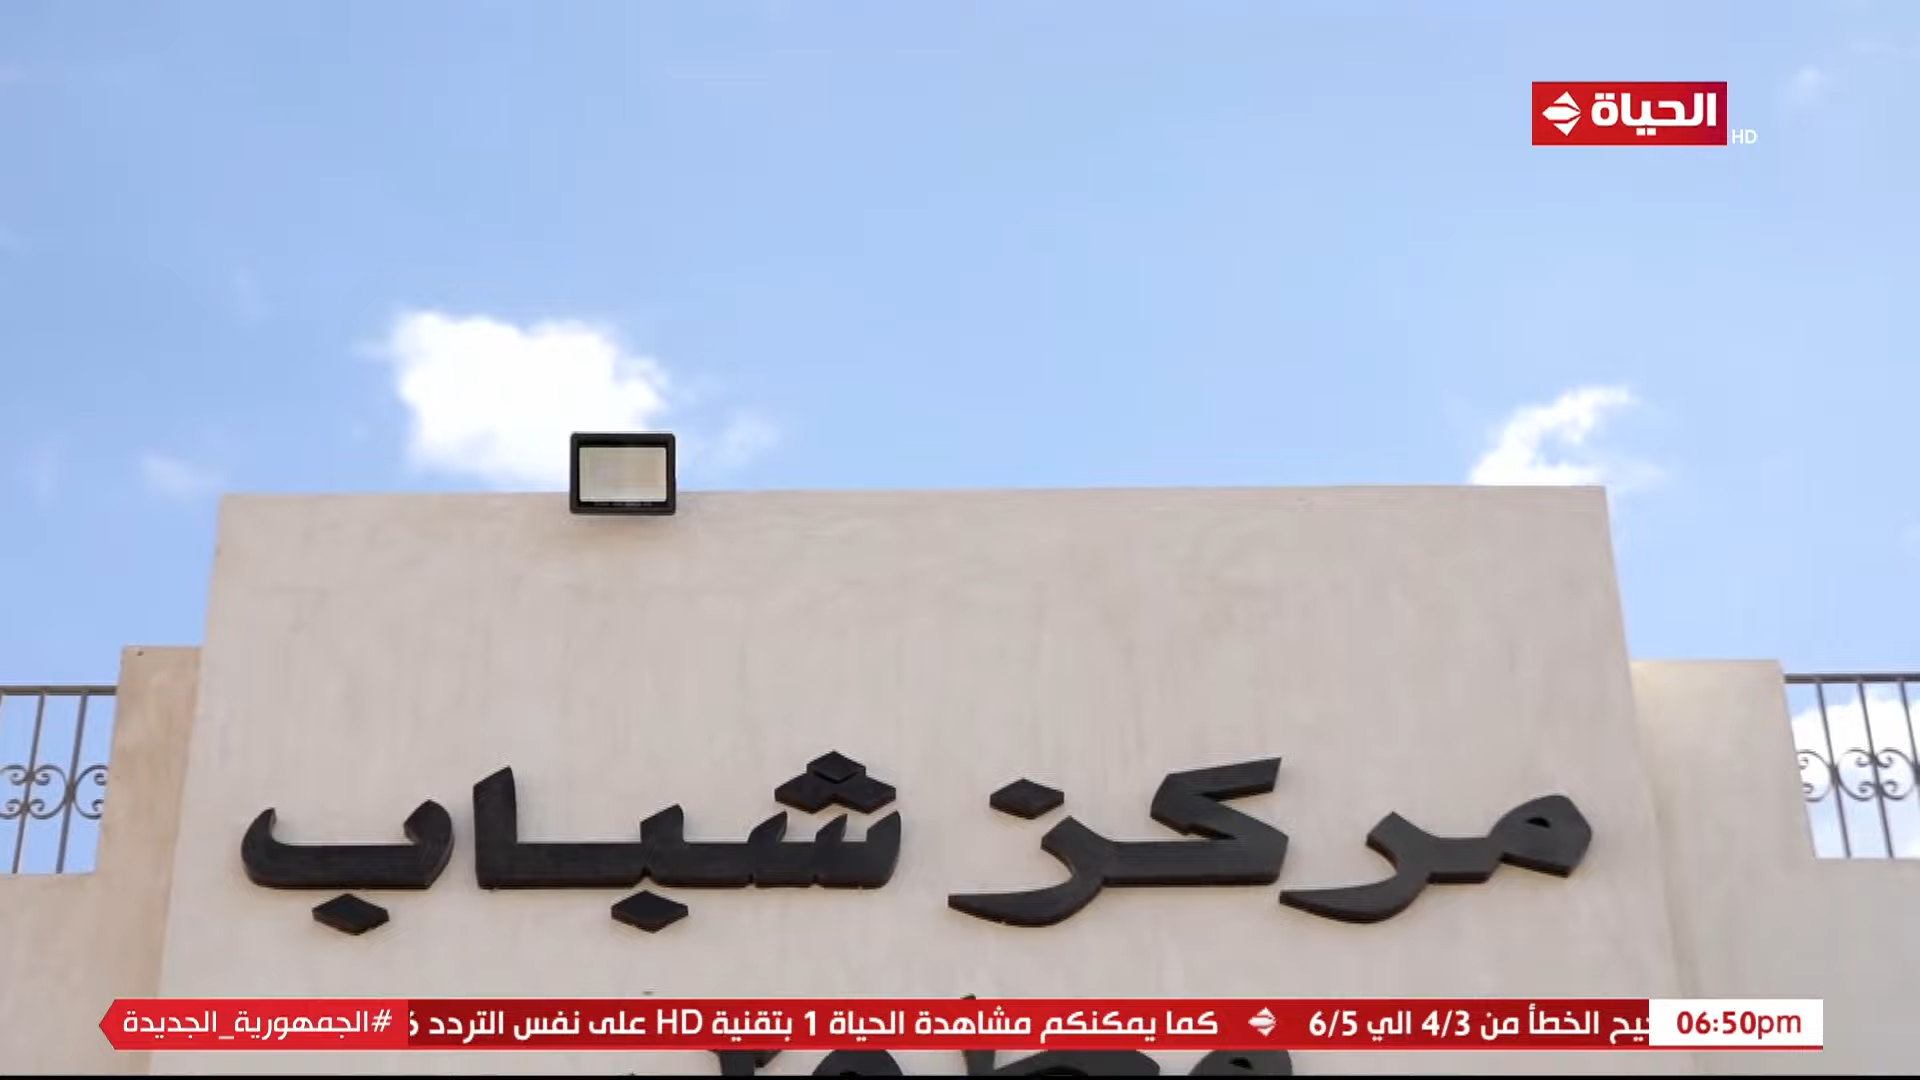 الحياة
HD
مركز شباب
06:50pm
حيح الخطأ من 4/3 الي 6/5
كما يمكنكم مشاهدة الحياة 1 بتقنية HD على نفس التردد
#الجمهورية_الجديدة